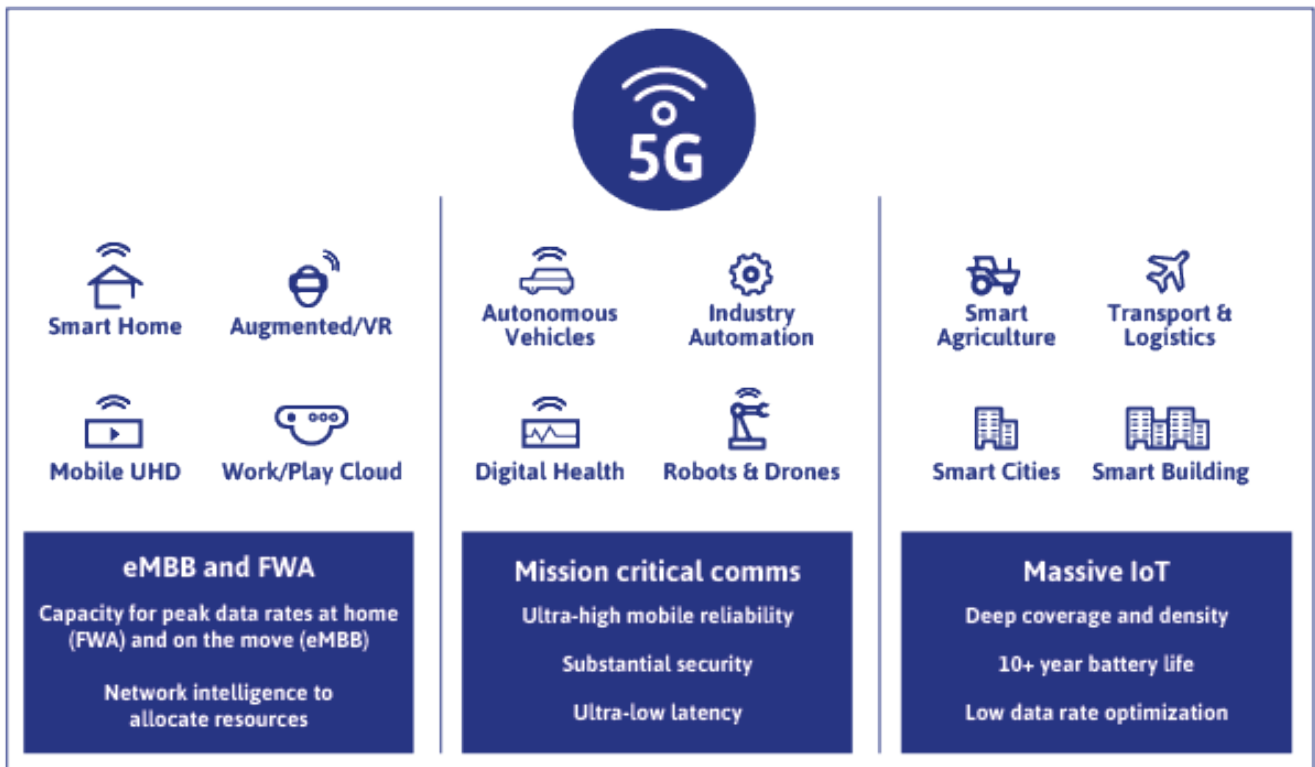 5G
Smart Home
Augmented/VR
Mobile UHD
Work/Play Cloud
eMBB and FWA
Capacity for peak data rates at home
(FWA) and on the move (eMBB)
Network intelligence to
allocate resources
Autonomous
Vehicles
Industry
Automation
Digital Health
Robots & Drones
Mission critical comms
Ultra-high mobile reliability
Substantial security
Ultra-low latency
Smart
Agriculture
Transport &
Logistics
Smart Cities
Smart Building
Massive IoT
Deep coverage and density
10+ year battery life
Low data rate optimization